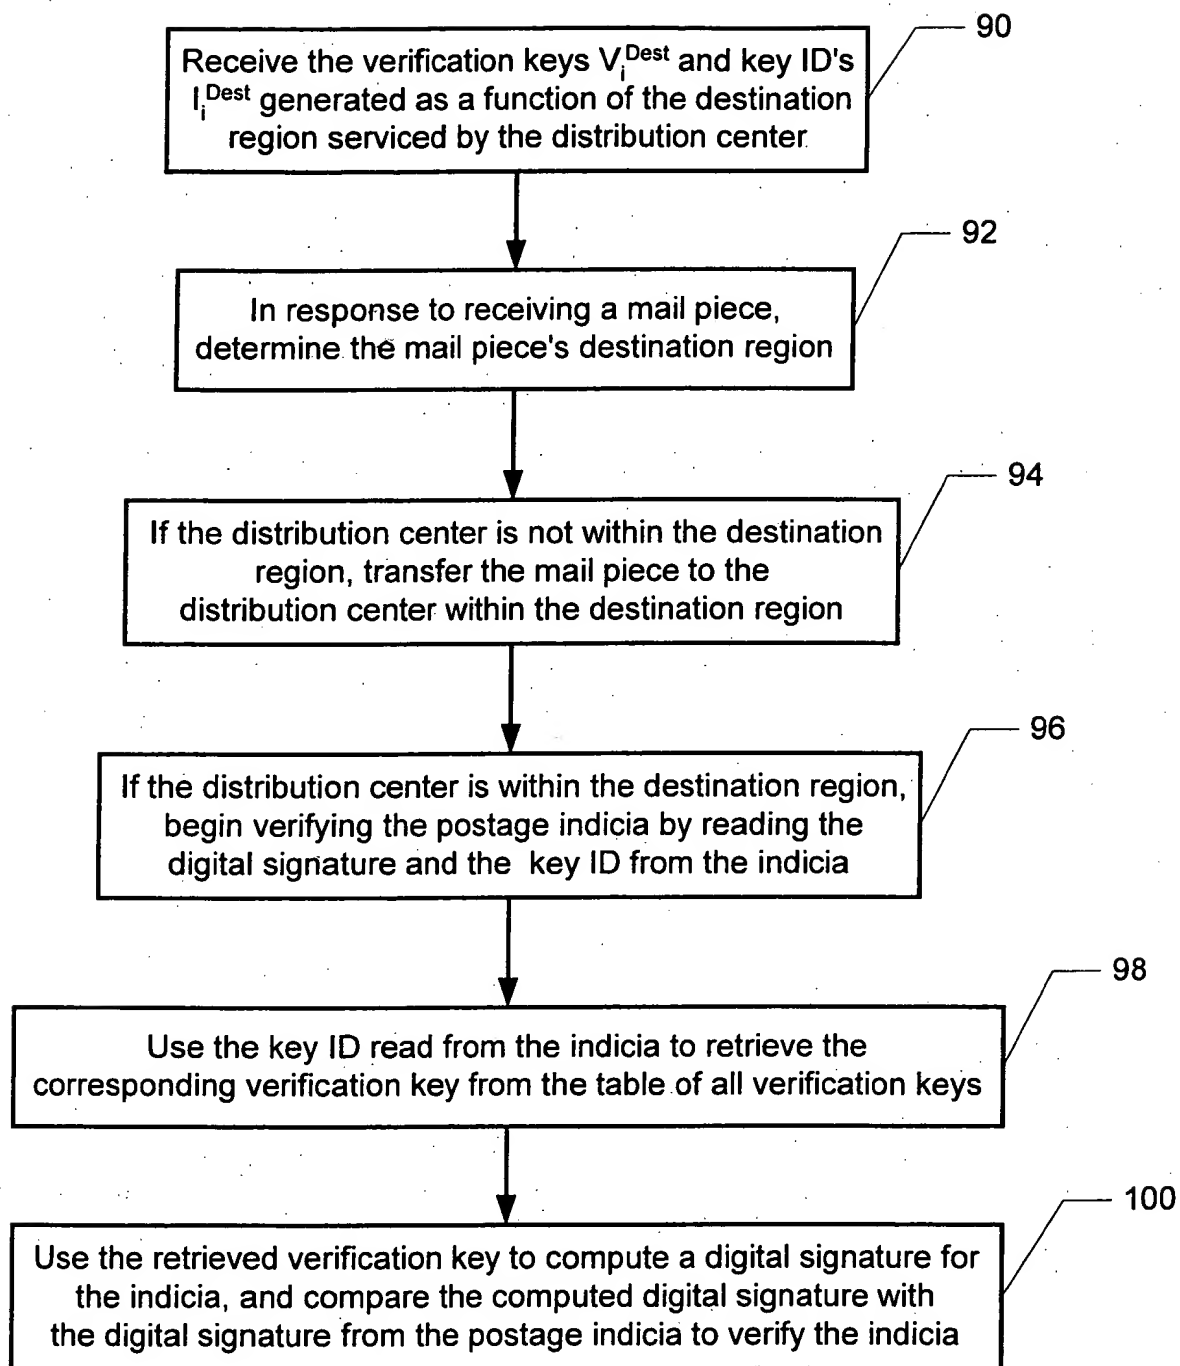 90
Receive the verification keys V_i^Dest and key ID's
I_i^Dest generated as a function of the destination
region serviced by the distribution center
92
In response to receiving a mail piece,
determine the mail piece's destination region
94
If the distribution center is not within the destination
region, transfer the mail piece to the
distribution center within the destination region
96
If the distribution center is within the destination region,
begin verifying the postage indicia by reading the
digital signature and the key ID from the indicia
98
Use the key ID read from the indicia to retrieve the
corresponding verification key from the table of all verification keys
100
Use the retrieved verification key to compute a digital signature for
the indicia, and compare the computed digital signature with
the digital signature from the postage indicia to verify the indicia